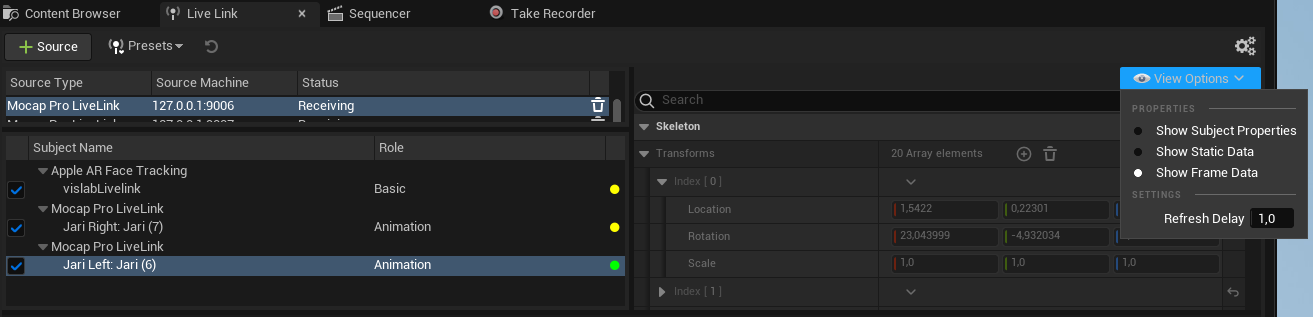 Content Browser Live Link × Sequencer Take Recorder
+ Source Presets
Source Type Source Machine Status
Mocap Pro LiveLink 127.0.0.1:9006 Receiving
Subject Name Role
Apple AR Face Tracking
vislabLivelink Basic
Mocap Pro LiveLink
Jari Right: Jari (7) Animation
Mocap Pro LiveLink
Jari Left: Jari (6) Animation
View Options
Search
Skeleton
Transforms 20 Array elements
Index [ 0 ]
Location 1,5422 0,22301
Rotation 23,043999 -4,932034
Scale 1,0 1,0 1,0
Index [ 1 ]
PROPERTIES
Show Subject Properties
Show Static Data
Show Frame Data
SETTINGS
Refresh Delay 1,0